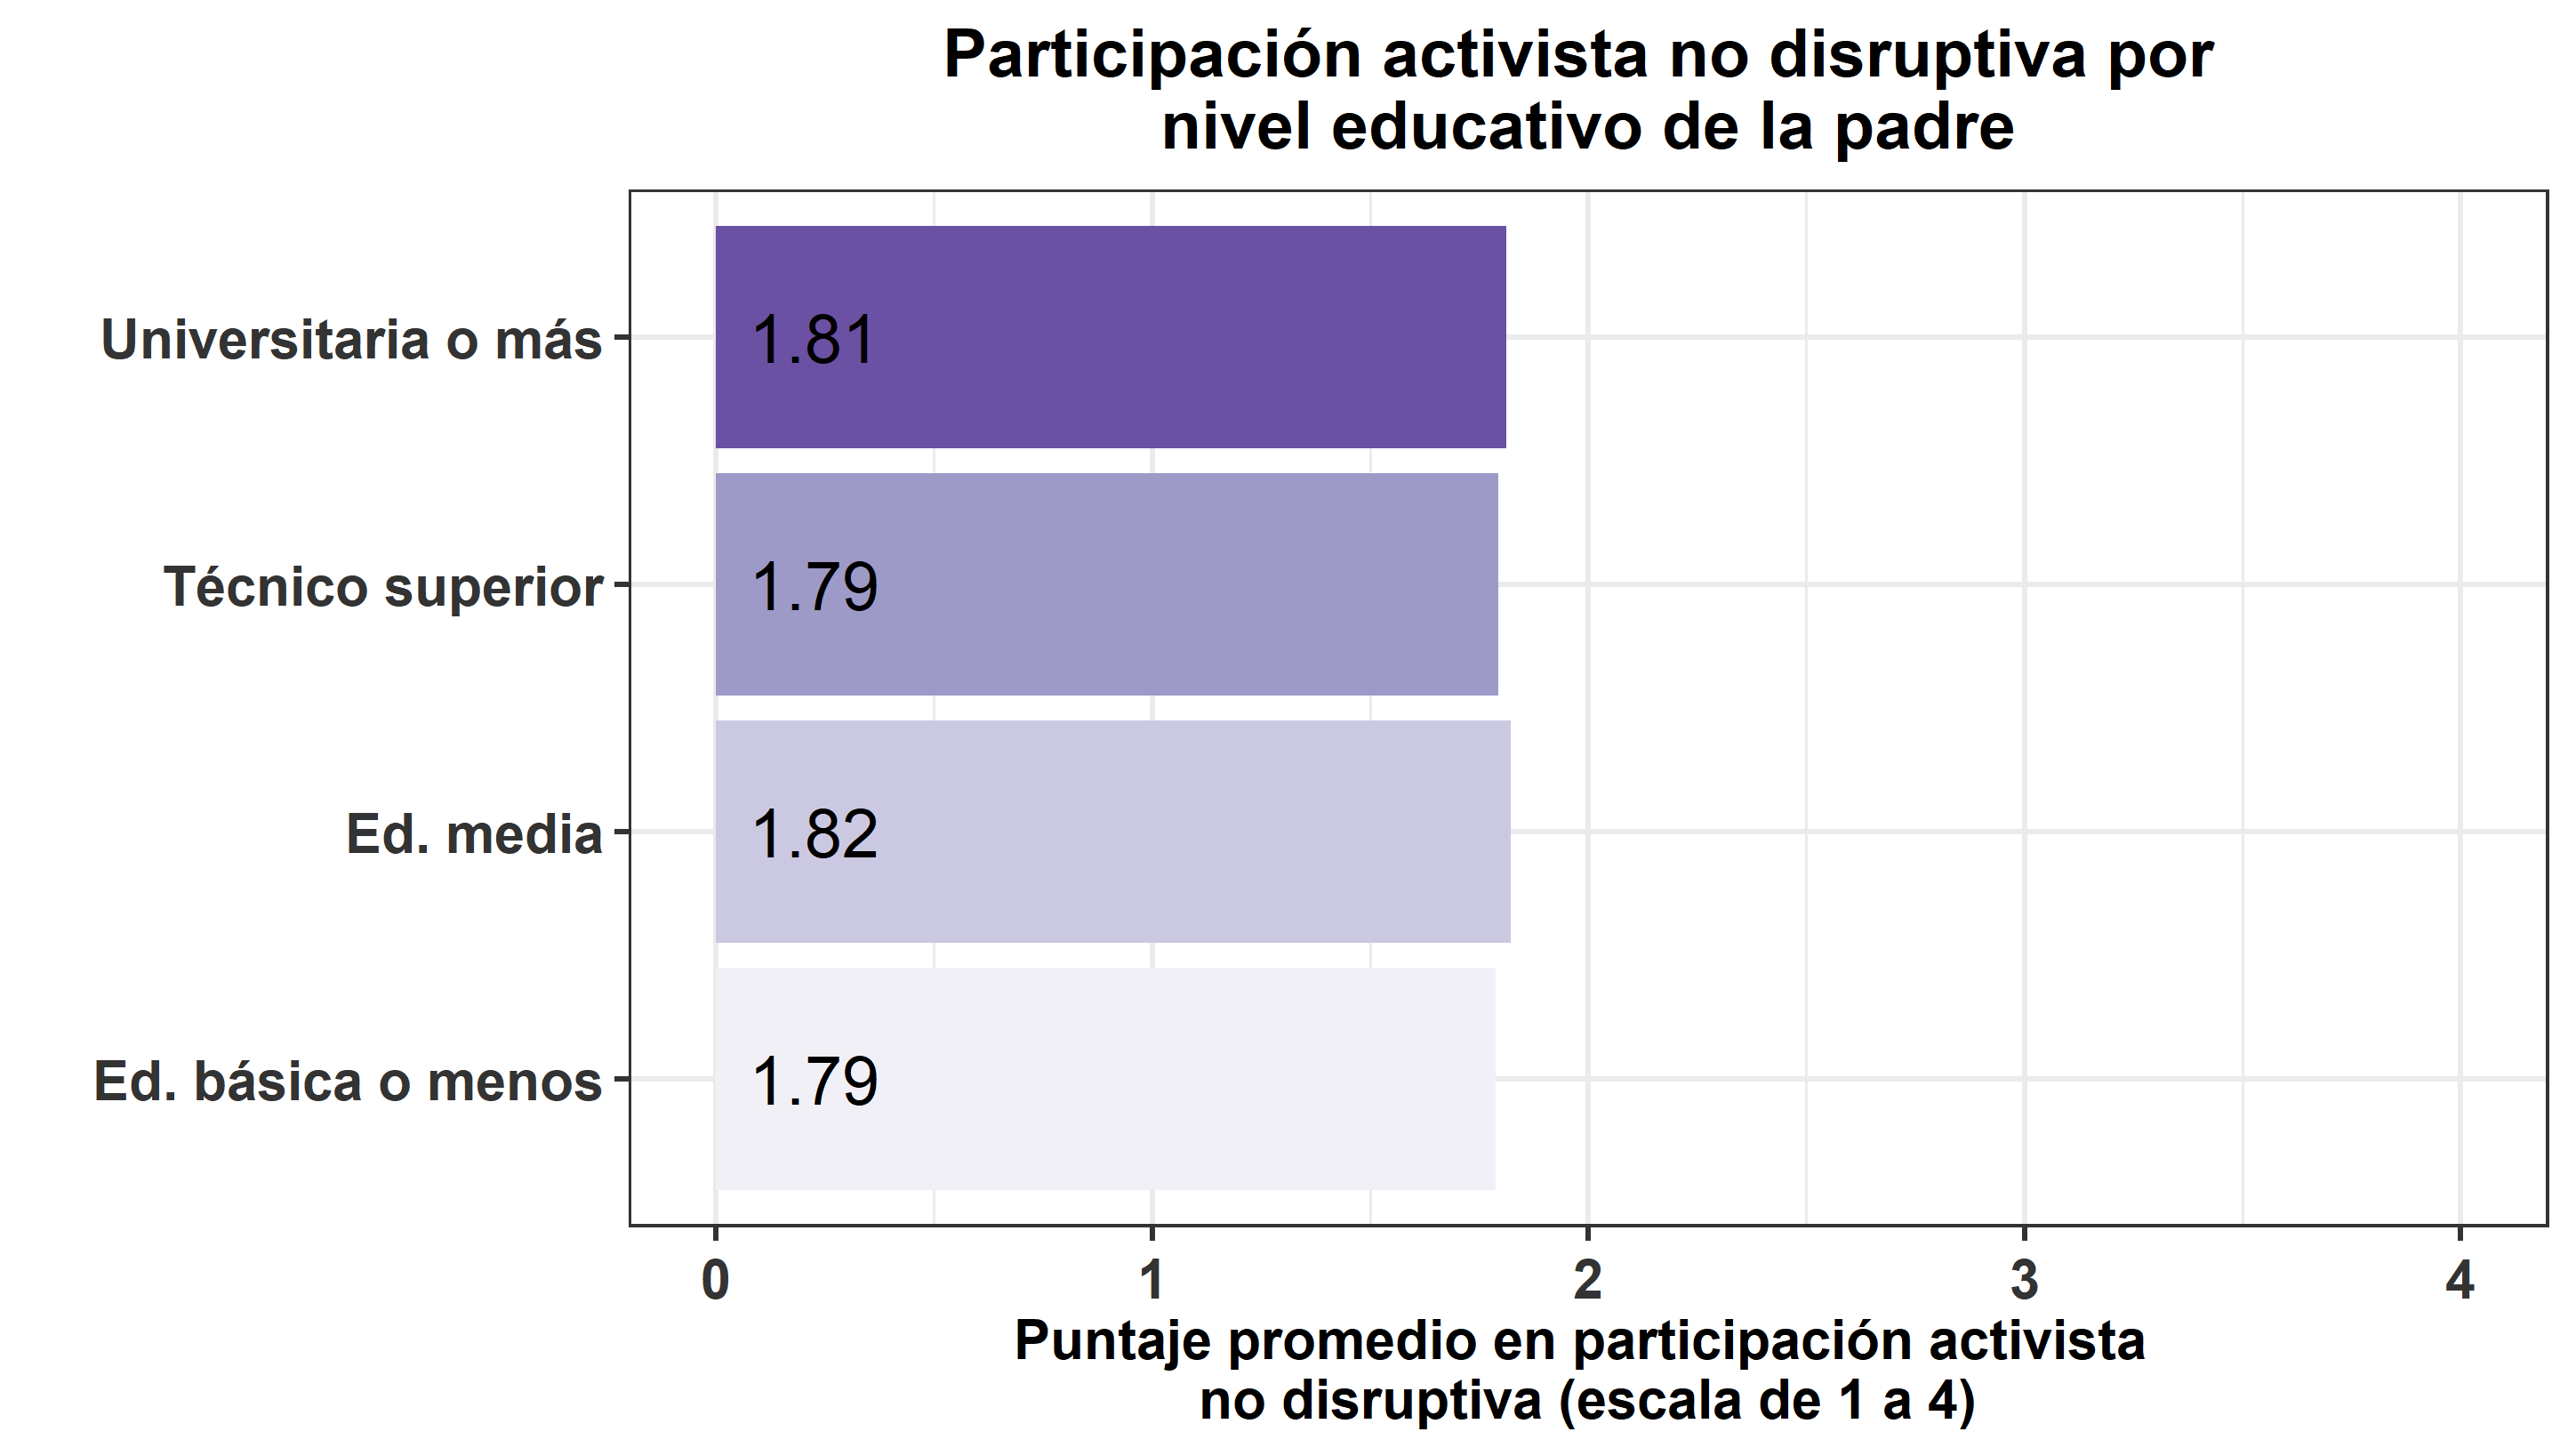 Participación activista no disruptiva por
nivel educativo de la padre
Universitaria o más
1.81
Técnico superior
1.79
Ed. media
1.82
Ed. básica o menos
1.79
0 1 2 3 4
Puntaje promedio en participación activista
no disruptiva (escala de 1 a 4)